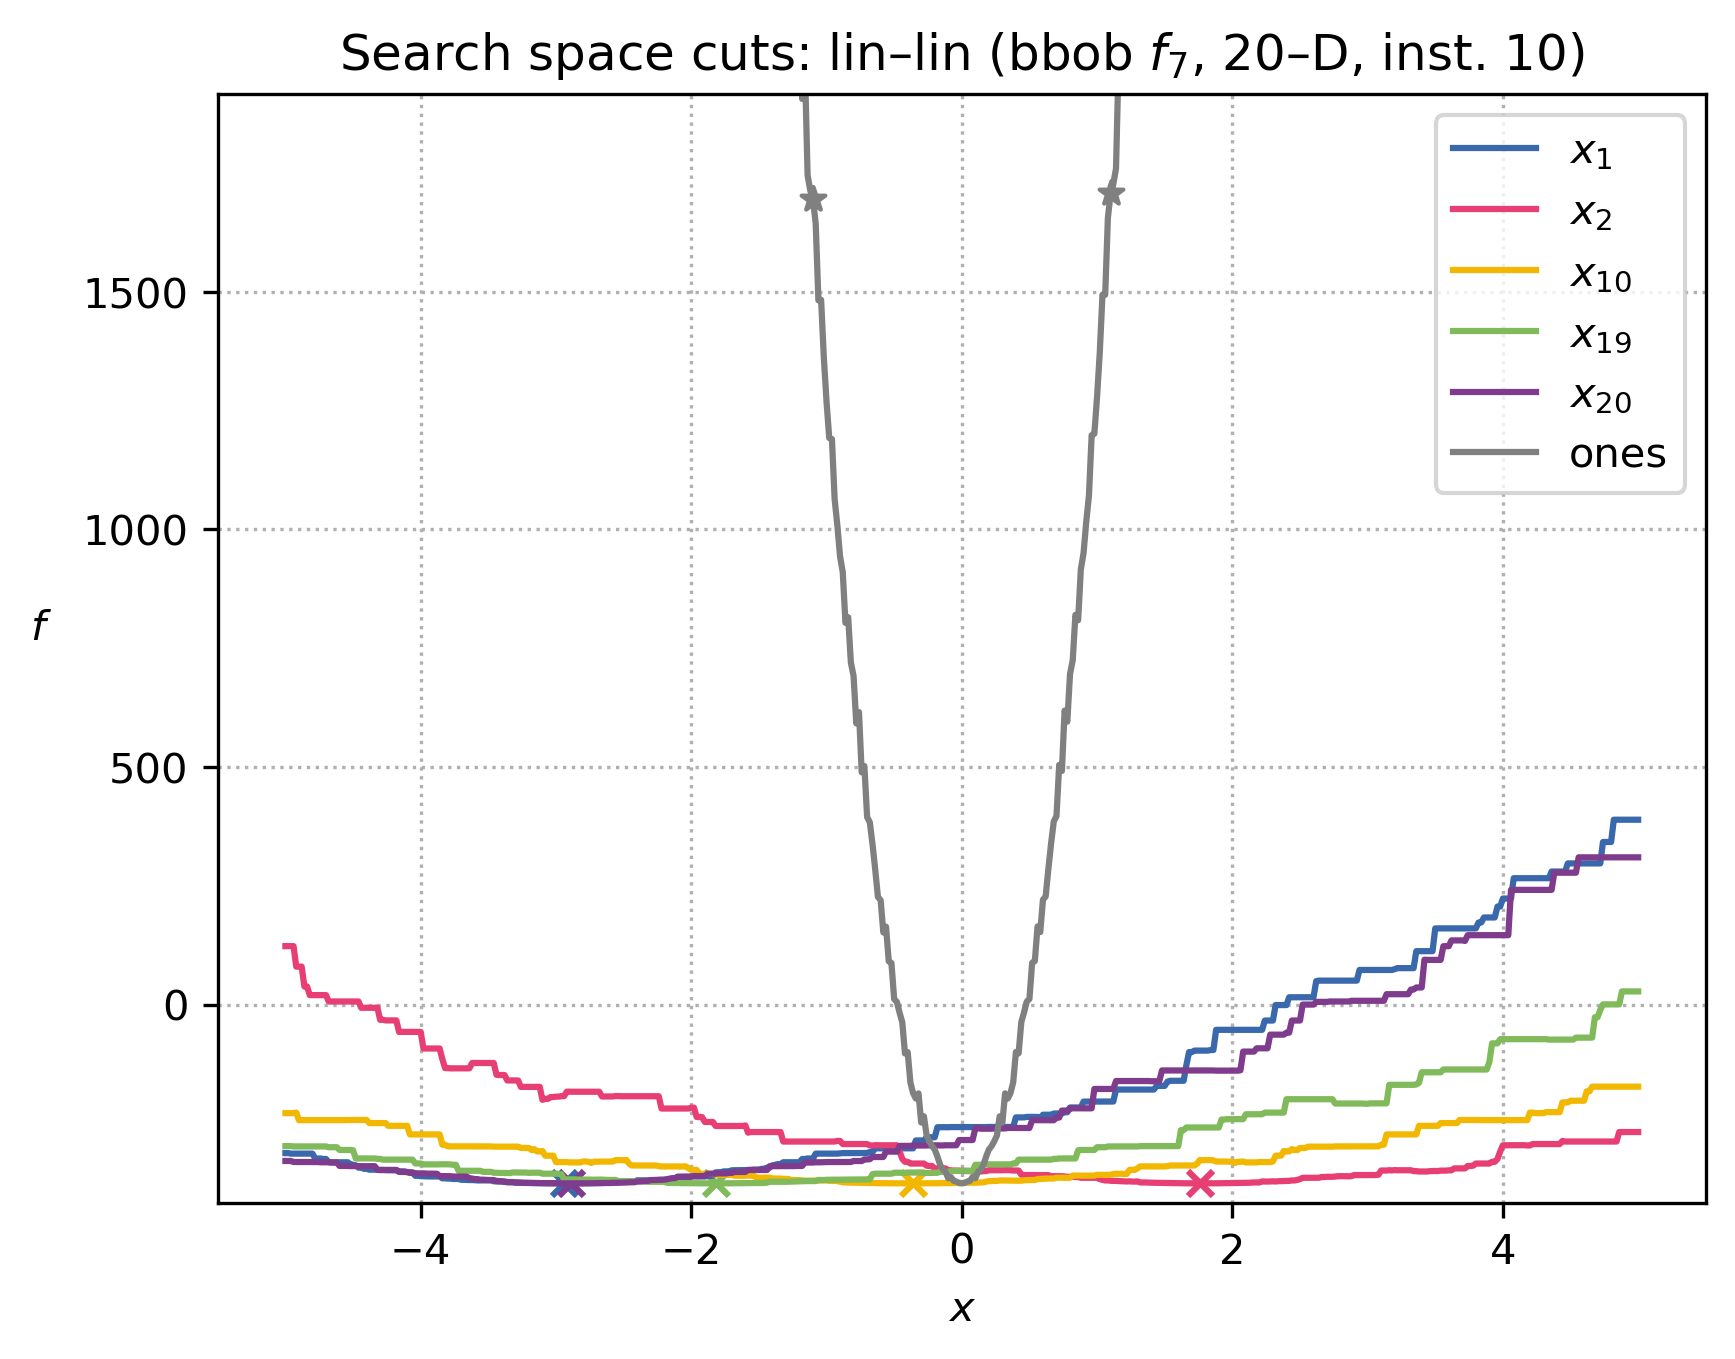 Search space cuts: lin–lin (bbob f₇, 20–D, inst. 10)
x₁
x₂
x₁₀
x₁₉
x₂₀
ones
1500
1000
500
0
f
−4
−2
0
2
4
x